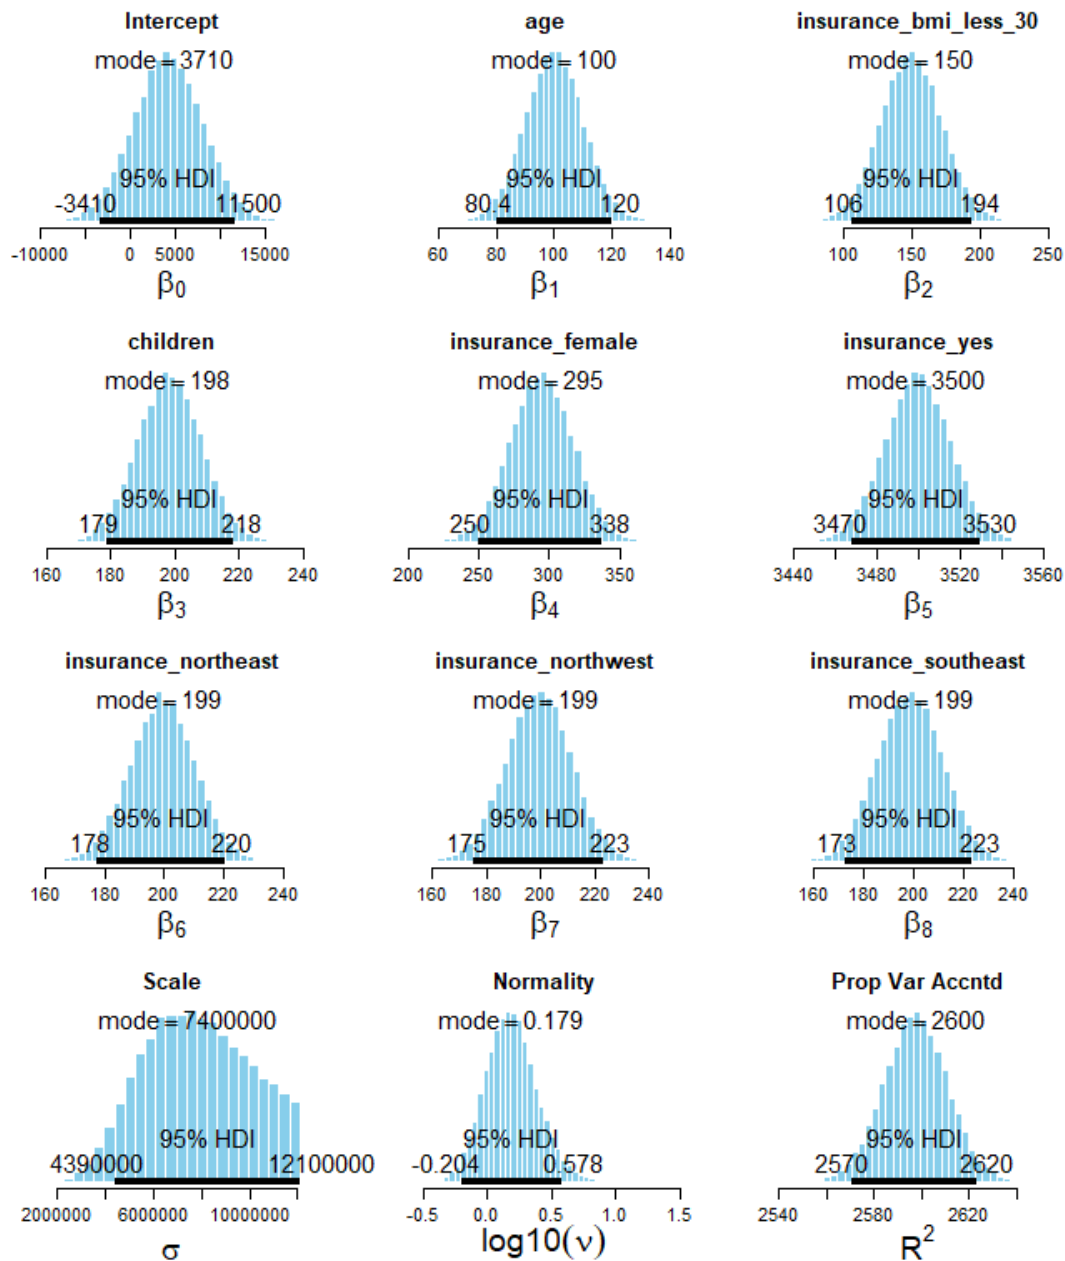 Intercept age insurance_bmi_less_30
mode = 3710 mode = 100 mode = 150
95% HDI 95% HDI 95% HDI
-3410 11500 80.4 120 106 194
-10000 0 5000 15000 60 80 100 120 140 100 150 200 250
β0 β1 β2
children insurance_female insurance_yes
mode = 198 mode = 295 mode = 3500
95% HDI 95% HDI 95% HDI
179 218 250 338 3470 3530
160 180 200 220 240 200 250 300 350 3440 3480 3520 3560
β3 β4 β5
insurance_northeast insurance_northwest insurance_southeast
mode = 199 mode = 199 mode = 199
95% HDI 95% HDI 95% HDI
178 220 175 223 173 223
160 180 200 220 240 160 180 200 220 240 160 180 200 220 240
β6 β7 β8
Scale Normality Prop Var Accntd
mode = 7400000 mode = 0.179 mode = 2600
95% HDI 95% HDI 95% HDI
4390000 12100000 -0.204 0.578 2570 2620
2000000 6000000 10000000 -0.5 0.0 0.5 1.0 1.5 2540 2580 2620
σ log10(ν) R²